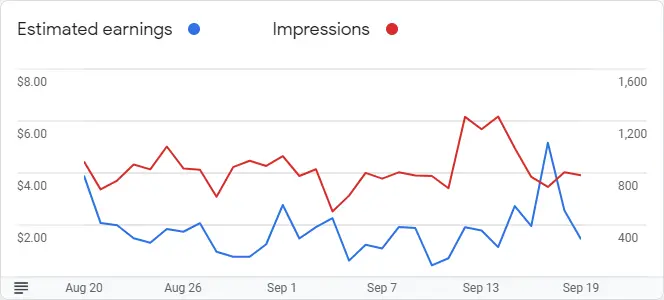 Estimated earnings Impressions
$8.00 1,600
$6.00 1,200
$4.00 800
$2.00 400
Aug 20 Aug 26 Sep 1 Sep 7 Sep 13 Sep 19